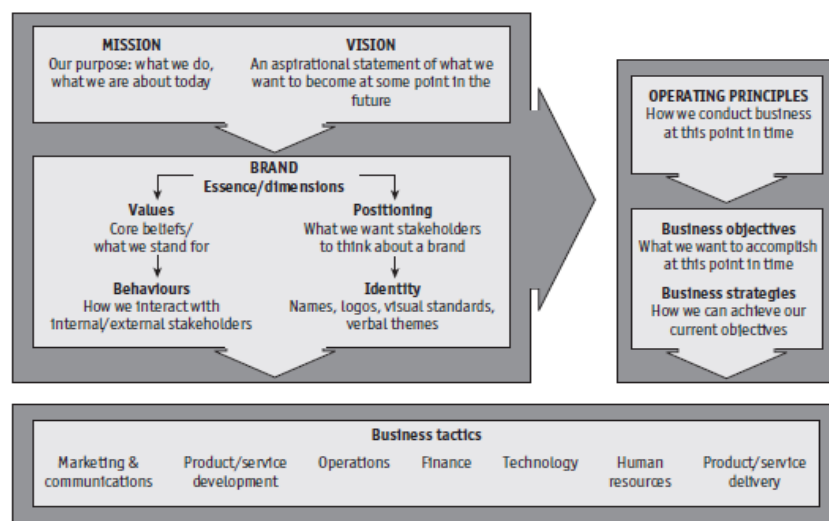 MISSION
Our purpose: what we do,
what we are about today
VISION
An aspirational statement of what we
want to become at some point in the
future
BRAND
Essence/dimensions
Values
Core beliefs/
what we stand for
Behaviours
How we interact with
internal/external stakeholders
Positioning
What we want stakeholders
to think about a brand
Identity
Names, logos, visual standards,
verbal themes
OPERATING PRINCIPLES
How we conduct business
at this point in time
Business objectives
What we want to accomplish
at this point in time
Business strategies
How we can achieve our
current objectives
Business tactics
Marketing &
communications
Product/service
development
Operations
Finance
Technology
Human
resources
Product/service
delivery